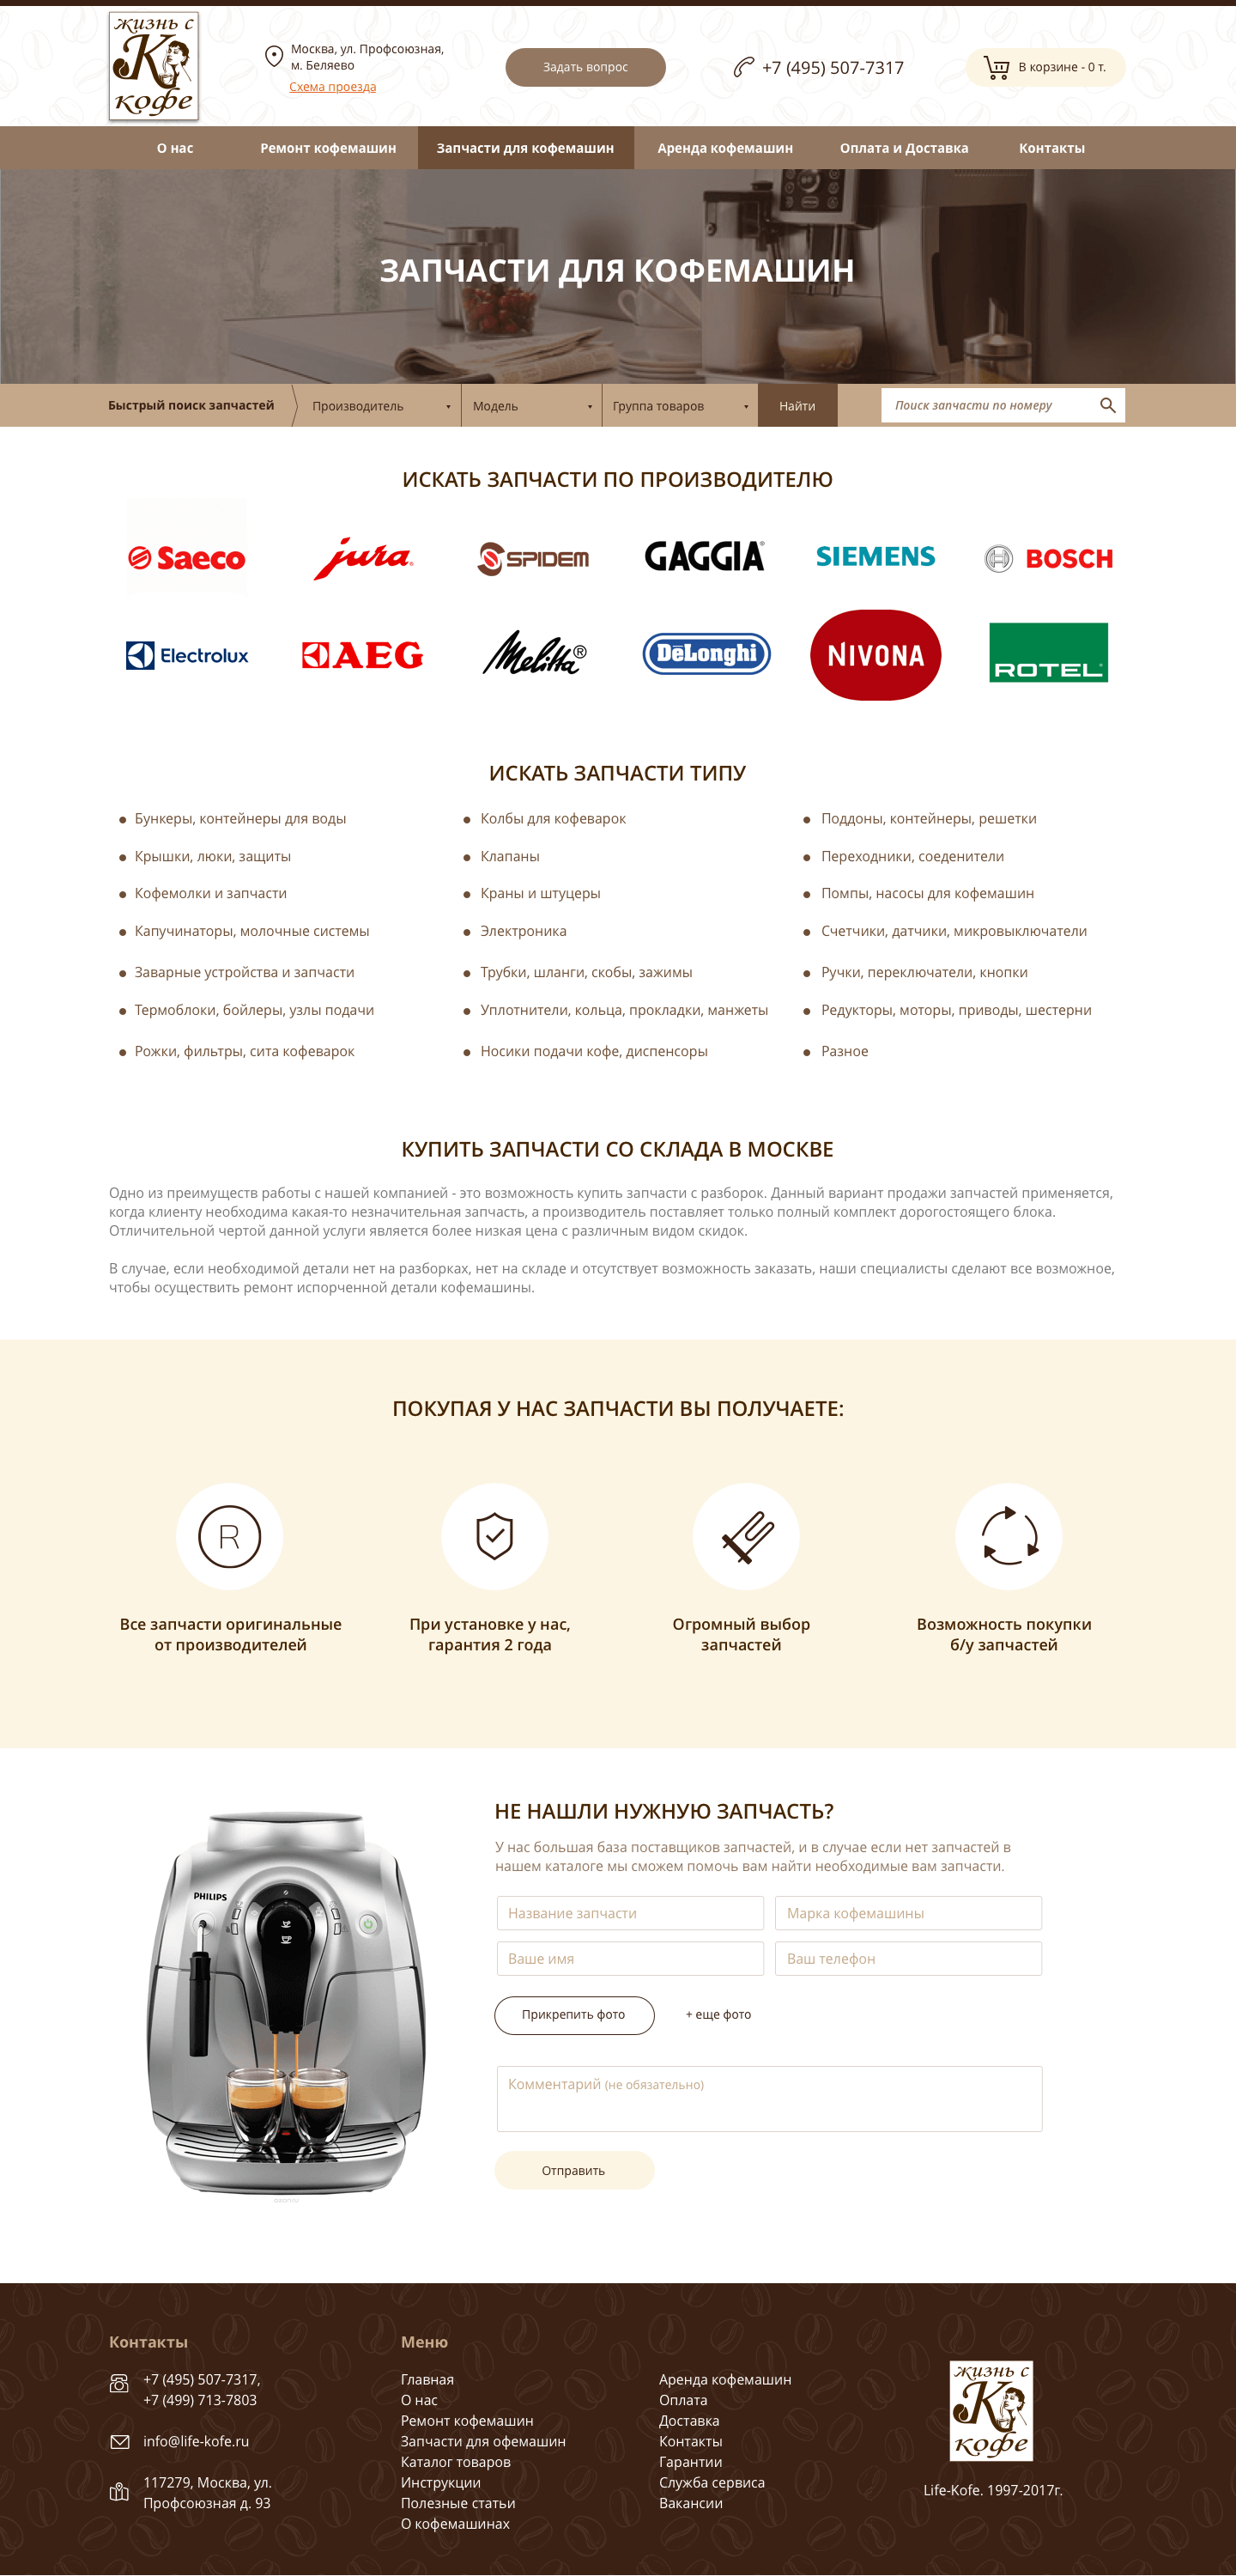 жизнь с
К
кофе
Москва, ул. Профсоюзная,
м. Беляево
Схема проезда
Задать вопрос
+7 (495) 507-7317
В корзине - 0 т.
О нас
Ремонт кофемашин
Запчасти для кофемашин
Аренда кофемашин
Оплата и Доставка
Контакты
ЗАПЧАСТИ ДЛЯ КОФЕМАШИН
Быстрый поиск запчастей
Производитель
Модель
Группа товаров
Найти
Поиск запчасти по номеру
ИСКАТЬ ЗАПЧАСТИ ПО ПРОИЗВОДИТЕЛЮ
Saeco
jura®
SPIDEM
GAGGIA®
SIEMENS
BOSCH
Electrolux
AEG
Melitta®
DeLonghi
NIVONA
ROTEL®
ИСКАТЬ ЗАПЧАСТИ ТИПУ
Бункеры, контейнеры для воды
Колбы для кофеварок
Поддоны, контейнеры, решетки
Крышки, люки, защиты
Клапаны
Переходники, соеденители
Кофемолки и запчасти
Краны и штуцеры
Помпы, насосы для кофемашин
Капучинаторы, молочные системы
Электроника
Счетчики, датчики, микровыключатели
Заварные устройства и запчасти
Трубки, шланги, скобы, зажимы
Ручки, переключатели, кнопки
Термоблоки, бойлеры, узлы подачи
Уплотнители, кольца, прокладки, манжеты
Редукторы, моторы, приводы, шестерни
Рожки, фильтры, сита кофеварок
Носики подачи кофе, диспенсоры
Разное
КУПИТЬ ЗАПЧАСТИ СО СКЛАДА В МОСКВЕ
Одно из преимуществ работы с нашей компанией - это возможность купить запчасти с разборок. Данный вариант продажи запчастей применяется,
когда клиенту необходима какая-то незначительная запчасть, а производитель поставляет только полный комплект дорогостоящего блока.
Отличительной чертой данной услуги является более низкая цена с различным видом скидок.
В случае, если необходимой детали нет на разборках, нет на складе и отсутствует возможность заказать, наши специалисты сделают все возможное,
чтобы осуществить ремонт испорченной детали кофемашины.
ПОКУПАЯ У НАС ЗАПЧАСТИ ВЫ ПОЛУЧАЕТЕ:
R
Все запчасти оригинальные
от производителей
При установке у нас,
гарантия 2 года
Огромный выбор
запчастей
Возможность покупки
б/у запчастей
PHILIPS
НЕ НАШЛИ НУЖНУЮ ЗАПЧАСТЬ?
У нас большая база поставщиков запчастей, и в случае если нет запчастей в
нашем каталоге мы сможем помочь вам найти необходимые вам запчасти.
Название запчасти
Марка кофемашины
Ваше имя
Ваш телефон
Прикрепить фото
+ еще фото
Комментарий (не обязательно)
Отправить
Контакты
+7 (495) 507-7317,
+7 (499) 713-7803
info@life-kofe.ru
117279, Москва, ул.
Профсоюзная д. 93
Меню
Главная
О нас
Ремонт кофемашин
Запчасти для офемашин
Каталог товаров
Инструкции
Полезные статьи
О кофемашинах
Аренда кофемашин
Оплата
Доставка
Контакты
Гарантии
Служба сервиса
Вакансии
жизнь с
К
кофе
Life-Kofe. 1997-2017г.